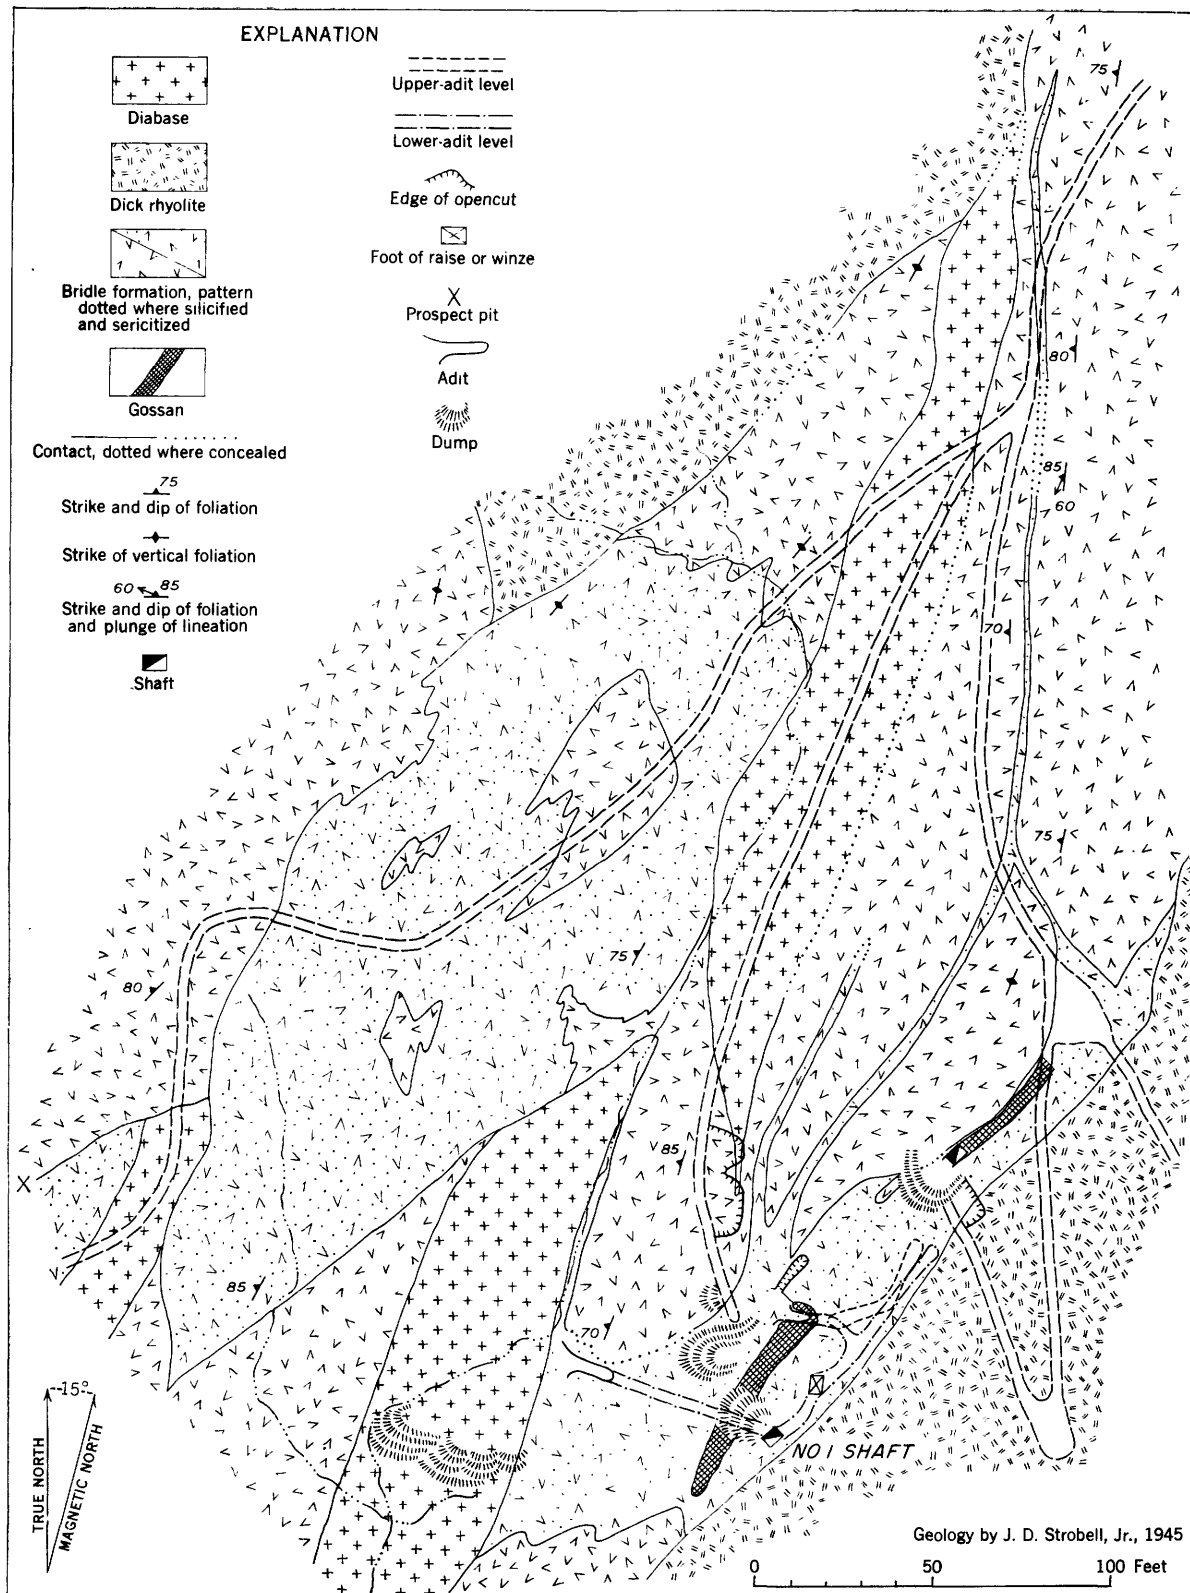 EXPLANATION
Diabase
Dick rhyolite
Bridle formation, pattern
dotted where silicified
and sericitized
Gossan
Contact, dotted where concealed
75
Strike and dip of foliation
Strike of vertical foliation
60 85
Strike and dip of foliation
and plunge of lineation
Shaft
Upper-adit level
Lower-adit level
Edge of opencut
Foot of raise or winze
X
Prospect pit
Adit
Dump
75
80
85
60
70
75
75
80
X
85
85
70
NO 1 SHAFT
15°
TRUE NORTH
MAGNETIC NORTH
Geology by J. D. Strobell, Jr., 1945
0 50 100 Feet